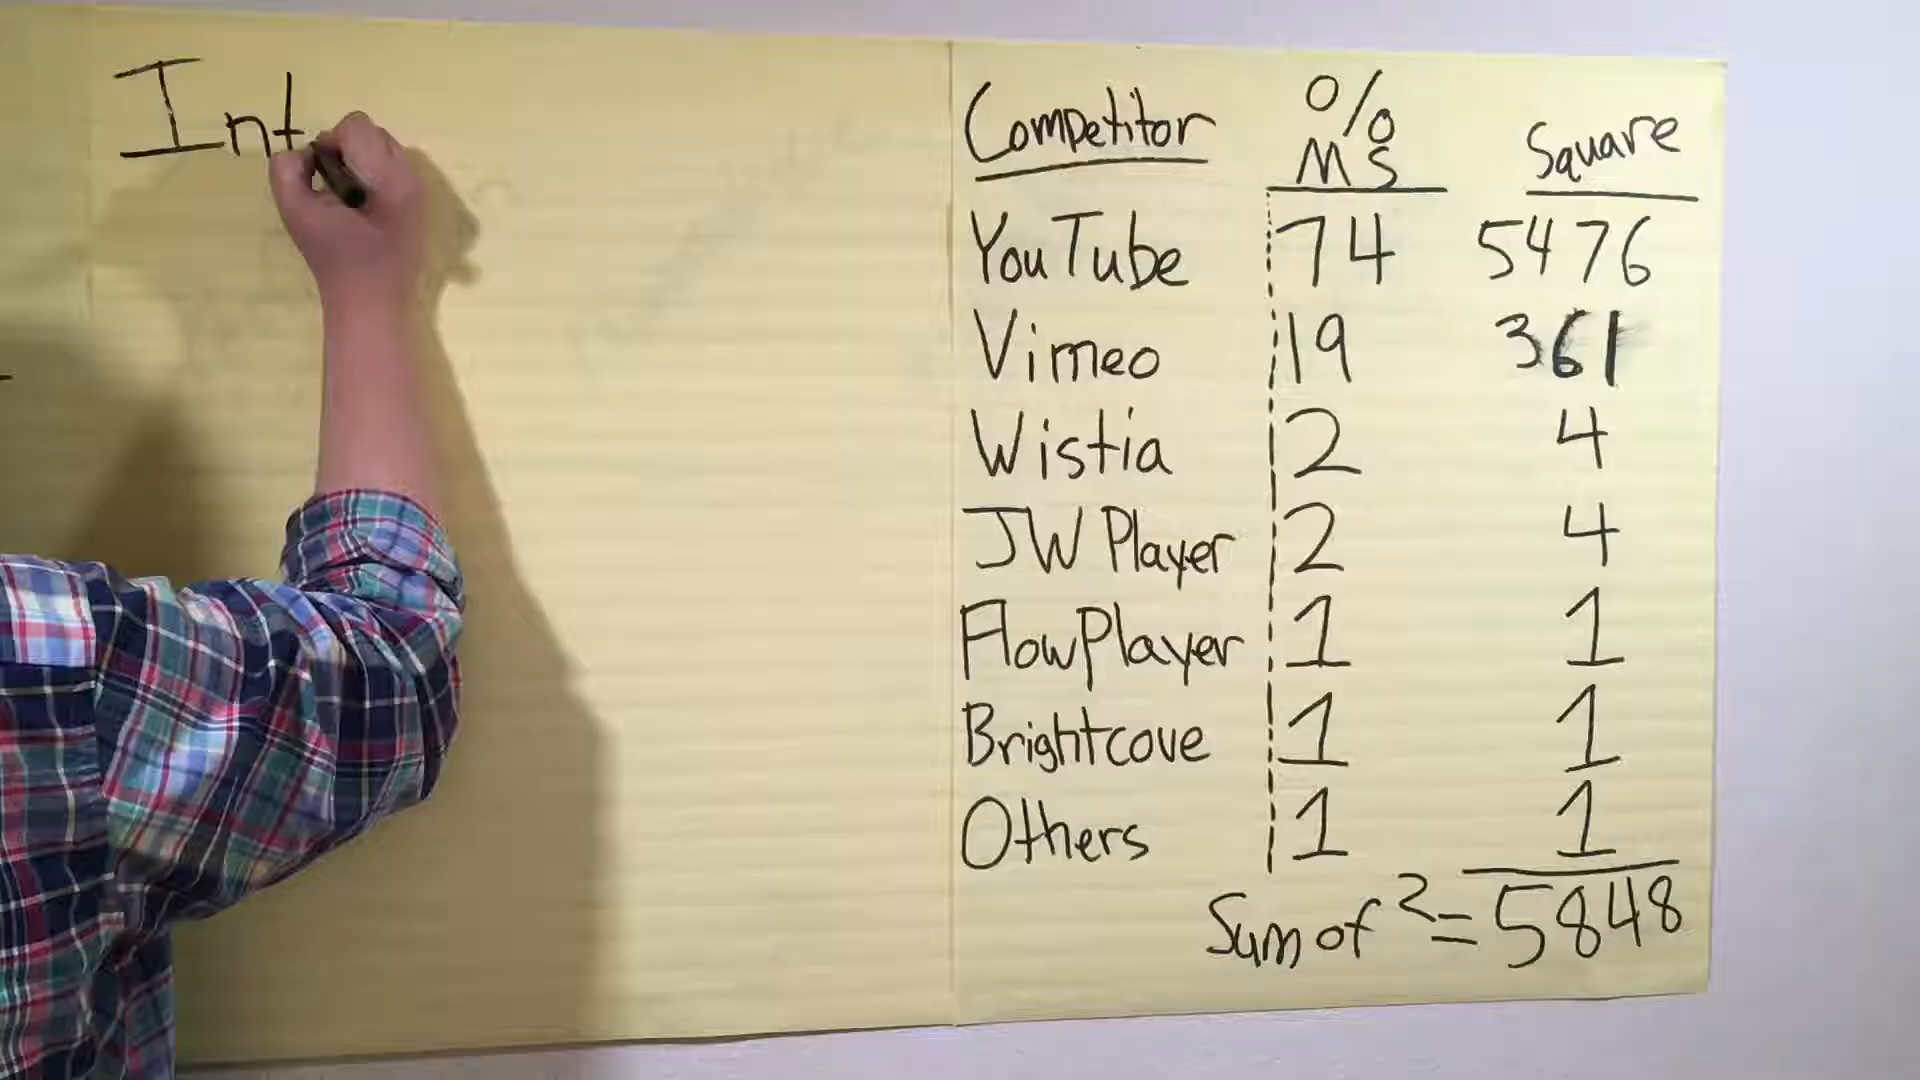 Int
Competitor % MS Square
YouTube 74 5476
Vimeo 19 361
Wistia 2 4
JW Player 2 4
FlowPlayer 1 1
Brightcove 1 1
Others 1 1
Sum of ² = 5848